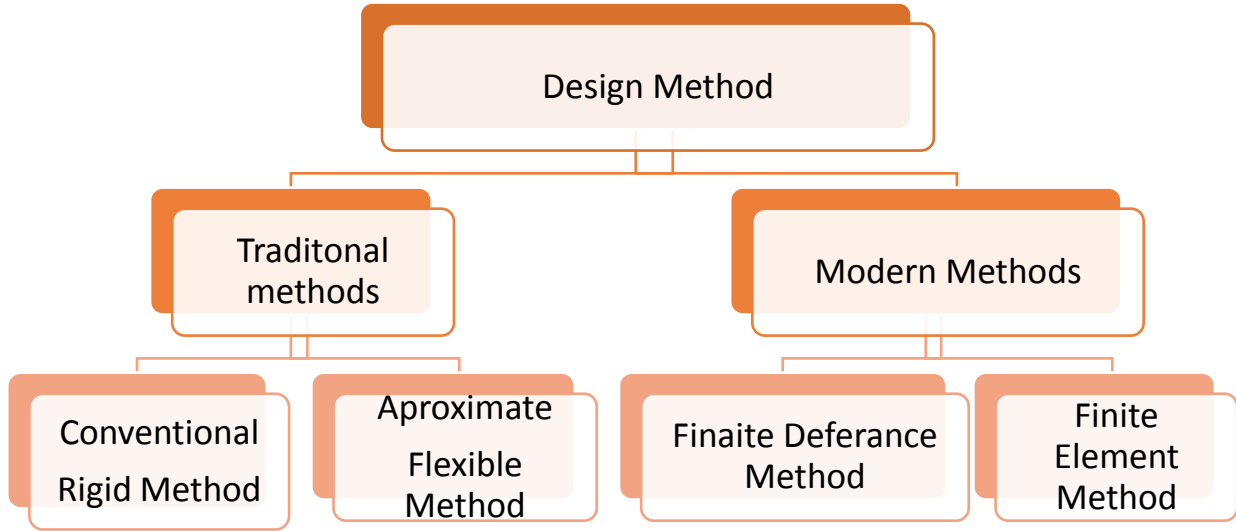 Design Method
Traditonal
methods
Modern Methods
Conventional
Rigid Method
Aproximate
Flexible
Method
Finaite Deferance
Method
Finite
Element
Method